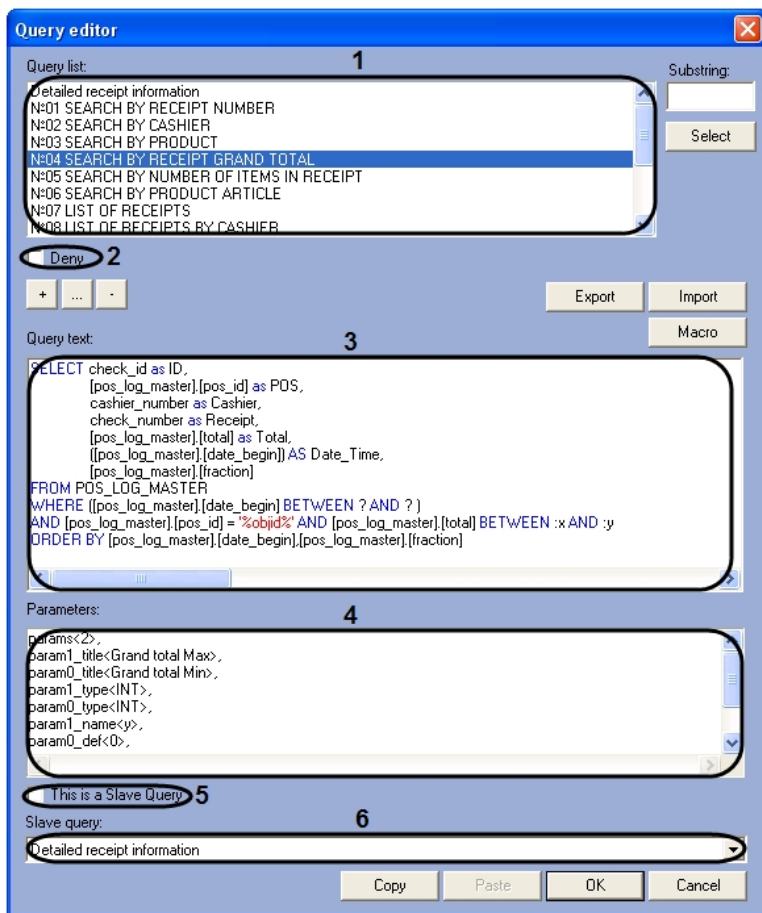 Query editor
Query list:
1
Substring:
Detailed receipt information
Nº01 SEARCH BY RECEIPT NUMBER
Nº02 SEARCH BY CASHIER
Nº03 SEARCH BY PRODUCT
Nº04 SEARCH BY RECEIPT GRAND TOTAL
Nº05 SEARCH BY NUMBER OF ITEMS IN RECEIPT
Nº06 SEARCH BY PRODUCT ARTICLE
Nº07 LIST OF RECEIPTS
Nº08 LIST OF RECEIPTS BY CASHIER
Select
Deny 2
+ ... -
Export Import
Macro
Query text:
3
SELECT check_id as ID,
[pos_log_master].[pos_id] as POS,
cashier_number as Cashier,
check_number as Receipt,
[pos_log_master].[total] as Total,
([pos_log_master].[date_begin]) AS Date_Time,
[pos_log_master].[fraction]
FROM POS_LOG_MASTER
WHERE ([pos_log_master].[date_begin] BETWEEN ? AND ? )
AND [pos_log_master].[pos_id] = '%objid%' AND [pos_log_master].[total] BETWEEN :x AND :y
ORDER BY [pos_log_master].[date_begin],[pos_log_master].[fraction]
Parameters:
4
params<2>,
param1_title<Grand total Max>,
param0_title<Grand total Min>,
param1_type<INT>,
param0_type<INT>,
param1_name<y>,
param0_def<0>,
This is a Slave Query 5
Slave query:
6
Detailed receipt information
Copy Paste OK Cancel